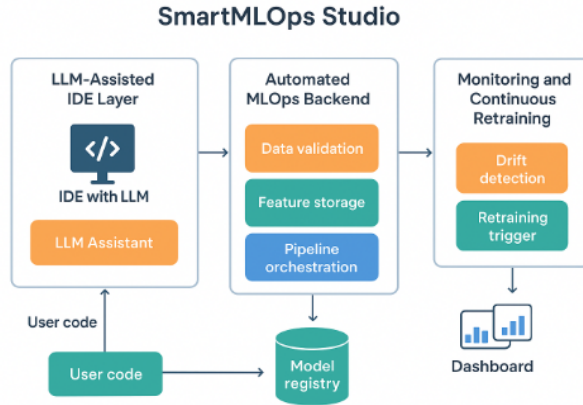 SmartMLOps Studio
LLM-Assisted
IDE Layer
</>
IDE with LLM
LLM Assistant
Automated
MLOps Backend
Data validation
Feature storage
Pipeline
orchestration
Monitoring and
Continuous
Retraining
Drift
detection
Retraining
trigger
User code
User code
Model
registry
Dashboard